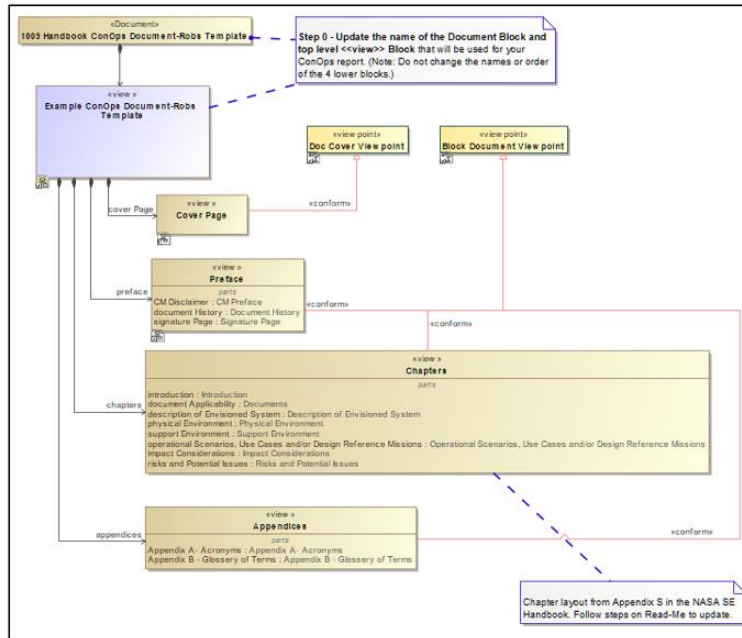 «Document»
1009 Handbook ConOps Document-Robs Template
Step 0 - Update the name of the Document Block and
top level <<view>> Block that will be used for your
ConOps report. (Note: Do not change the names or order
of the 4 lower blocks.)
«view »
Example ConOps Document-Robs
Template
«view point»
Doc Cover View point
«view point»
Block Document View point
cover Page
«view »
Cover Page
«conform»
«view »
Preface
parts
CM Disclaimer : CM Preface
document History : Document History
signature Page : Signature Page
preface
«conform»
«conform»
«view »
Chapters
parts
introduction : Introduction
document Applicability : Documents
description of Envisioned System : Description of Envisioned System
physical Environment : Physical Environment
support Environment : Support Environment
operational Scenarios, Use Cases and/or Design Reference Missions : Operational Scenarios, Use Cases and/or Design Reference Missions
impact Considerations : Impact Considerations
risks and Potential Issues : Risks and Potential Issues
chapters
«view »
Appendices
parts
Appendix A- Acronyms : Appendix A- Acronyms
Appendix B - Glossery of Terms : Appendix B - Glossery of Terms
appendices
«conform»
Chapter layout from Appendix S in the NASA SE
Handbook. Follow steps on Read-Me to update.